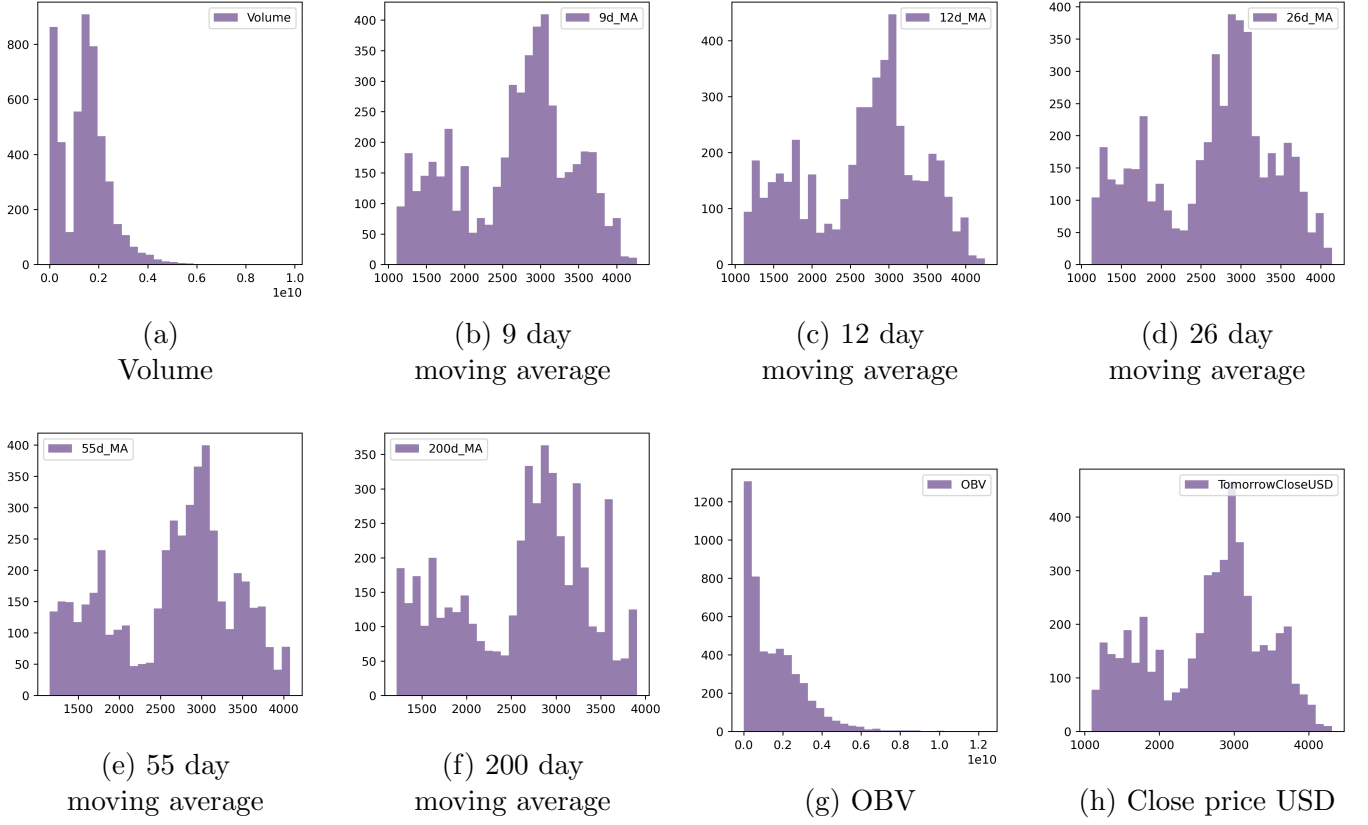 Volume
800
600
400
200
0
0.0 0.2 0.4 0.6 0.8 1.0
1e10
(a)
Volume
9d_MA
400
350
300
250
200
150
100
50
0
1000 1500 2000 2500 3000 3500 4000
(b) 9 day
moving average
12d_MA
400
300
200
100
0
1000 1500 2000 2500 3000 3500 4000
(c) 12 day
moving average
26d_MA
400
350
300
250
200
150
100
50
0
1000 1500 2000 2500 3000 3500 4000
(d) 26 day
moving average
55d_MA
400
350
300
250
200
150
100
50
0
1500 2000 2500 3000 3500 4000
(e) 55 day
moving average
200d_MA
350
300
250
200
150
100
50
0
1500 2000 2500 3000 3500 4000
(f) 200 day
moving average
OBV
1200
1000
800
600
400
200
0
0.0 0.2 0.4 0.6 0.8 1.0 1.2
1e10
(g) OBV
TomorrowCloseUSD
400
300
200
100
0
1000 2000 3000 4000
(h) Close price USD